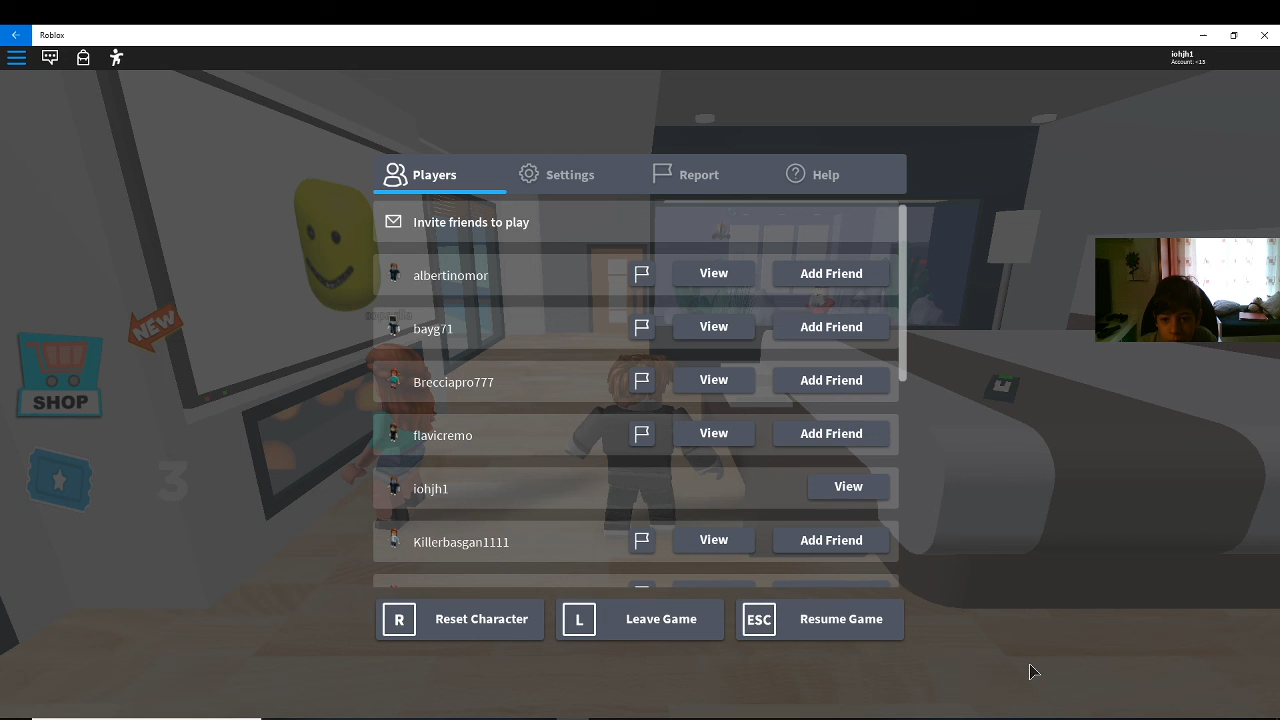 Roblox
iohjh1
Account: <13
Players
Settings
Report
Help
Invite friends to play
albertinomor
View
Add Friend
bayg71
View
Add Friend
NEW
SHOP
Brecciapro777
View
Add Friend
flavicremo
View
Add Friend
3
iohjh1
View
Killerbasgan1111
View
Add Friend
R
Reset Character
L
Leave Game
ESC
Resume Game